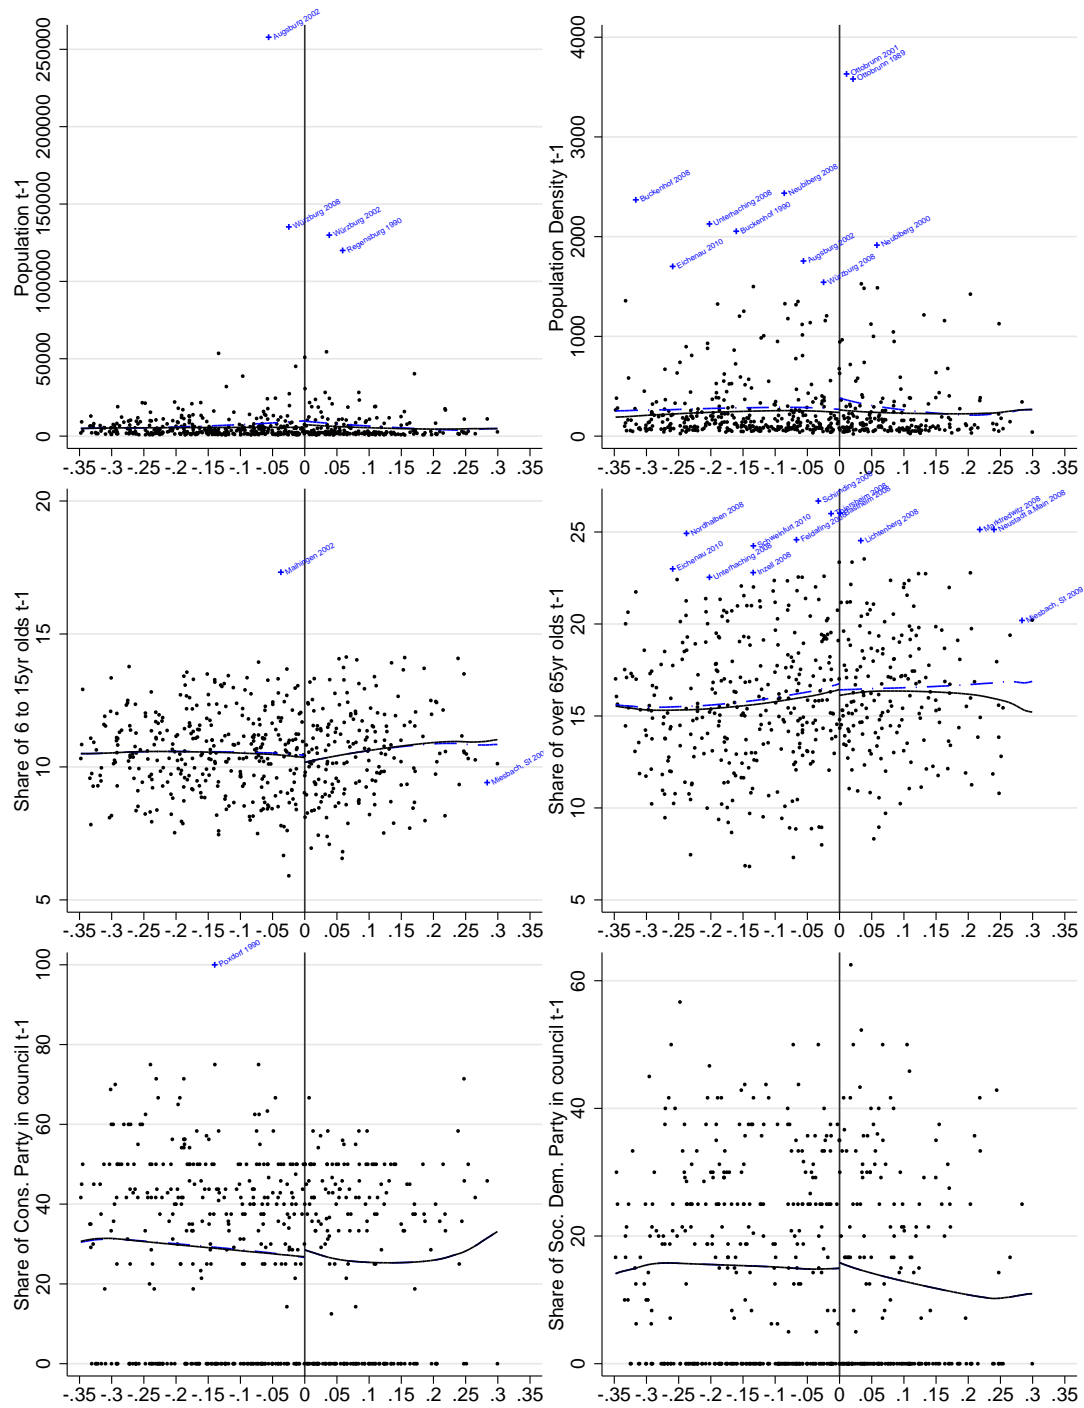 Population t-1
0 50000 100000 150000 200000 250000
Augsburg 2002
Würzburg 2008
Würzburg 2002
Regensburg 1990
-.35 -.3 -.25 -.2 -.15 -.1 -.05 0 .05 .1 .15 .2 .25 .3 .35
Population Density t-1
0 1000 2000 3000 4000
Ottobrunn 2001
Ottobrunn 1989
Buckenhof 2008
Neubiberg 2008
Unterhaching 2008
Buckenhof 1990
Neubiberg 2000
Augsburg 2002
Eichenau 2010
Würzburg 2008
-.35 -.3 -.25 -.2 -.15 -.1 -.05 0 .05 .1 .15 .2 .25 .3 .35
Share of 6 to 15yr olds t-1
5 10 15 20
Maihingen 2002
Miesbach, St 200
-.35 -.3 -.25 -.2 -.15 -.1 -.05 0 .05 .1 .15 .2 .25 .3 .35
Share of over 65yr olds t-1
5 10 15 20 25
Nordhalben 2008
Schweinfurt 2010
Lichtenberg 2008
Marktredwitz 2008
Neustadt a.Main 2008
Eichenau 2010
Unterhaching 2008
Inzell 2008
Miesbach, St 2009
-.35 -.3 -.25 -.2 -.15 -.1 -.05 0 .05 .1 .15 .2 .25 .3 .35
Share of Cons. Party in council t-1
0 20 40 60 80 100
Poxdorf 1990
-.35 -.3 -.25 -.2 -.15 -.1 -.05 0 .05 .1 .15 .2 .25 .3 .35
Share of Soc. Dem. Party in council t-1
0 20 40 60
-.35 -.3 -.25 -.2 -.15 -.1 -.05 0 .05 .1 .15 .2 .25 .3 .35